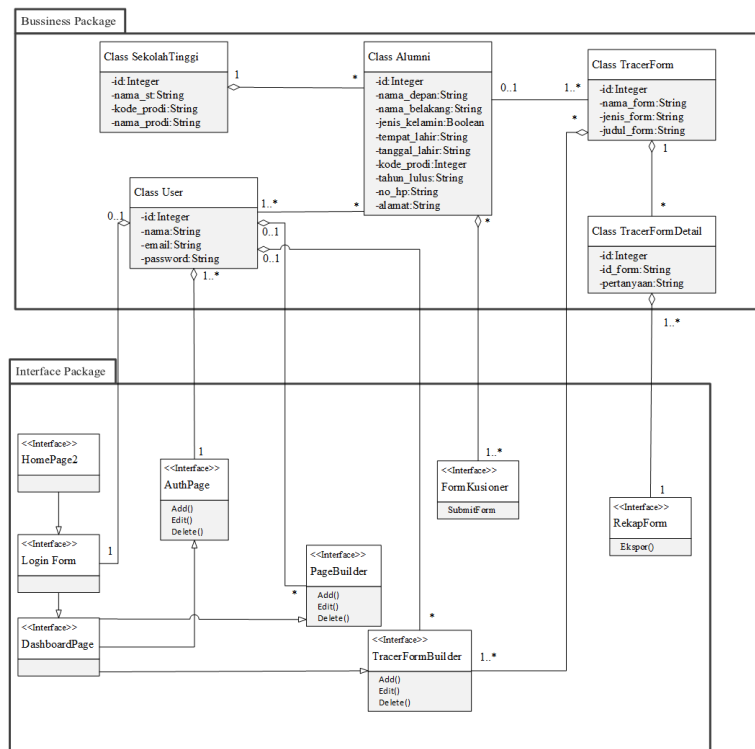 Bussiness Package
Class SekolahTinggi
-id:Integer
-nama_st:String
-kode_prodi:String
-nama_prodi:String
1
*
Class Alumni
-id:Integer
-nama_depan:String
-nama_belakang:String
-jenis_kelamin:Boolean
-tempat_lahir:String
-tanggal_lahir:String
-kode_prodi:Integer
-tahun_lulus:String
-no_hp:String
-alamat:String
0..1
1..*
Class TracerForm
-id:Integer
-nama_form:String
-jenis_form:String
-judul_form:String
*
1
*
Class User
-id:Integer
-nama:String
-email:String
-password:String
0..1
1..*
*
0..1
0..1
1..*
*
Class TracerFormDetail
-id:Integer
-id_form:String
-pertanyaan:String
1..*
Interface Package
<<Interface>>
HomePage2
<<Interface>>
Login Form
1
<<Interface>>
DashboardPage
1
<<Interface>>
AuthPage
Add()
Edit()
Delete()
<<Interface>>
PageBuilder
Add()
Edit()
Delete()
*
1..*
<<Interface>>
FormKusioner
SubmitForm
1
<<Interface>>
RekapForm
Ekspor()
*
<<Interface>>
TracerFormBuilder
Add()
Edit()
Delete()
1..*